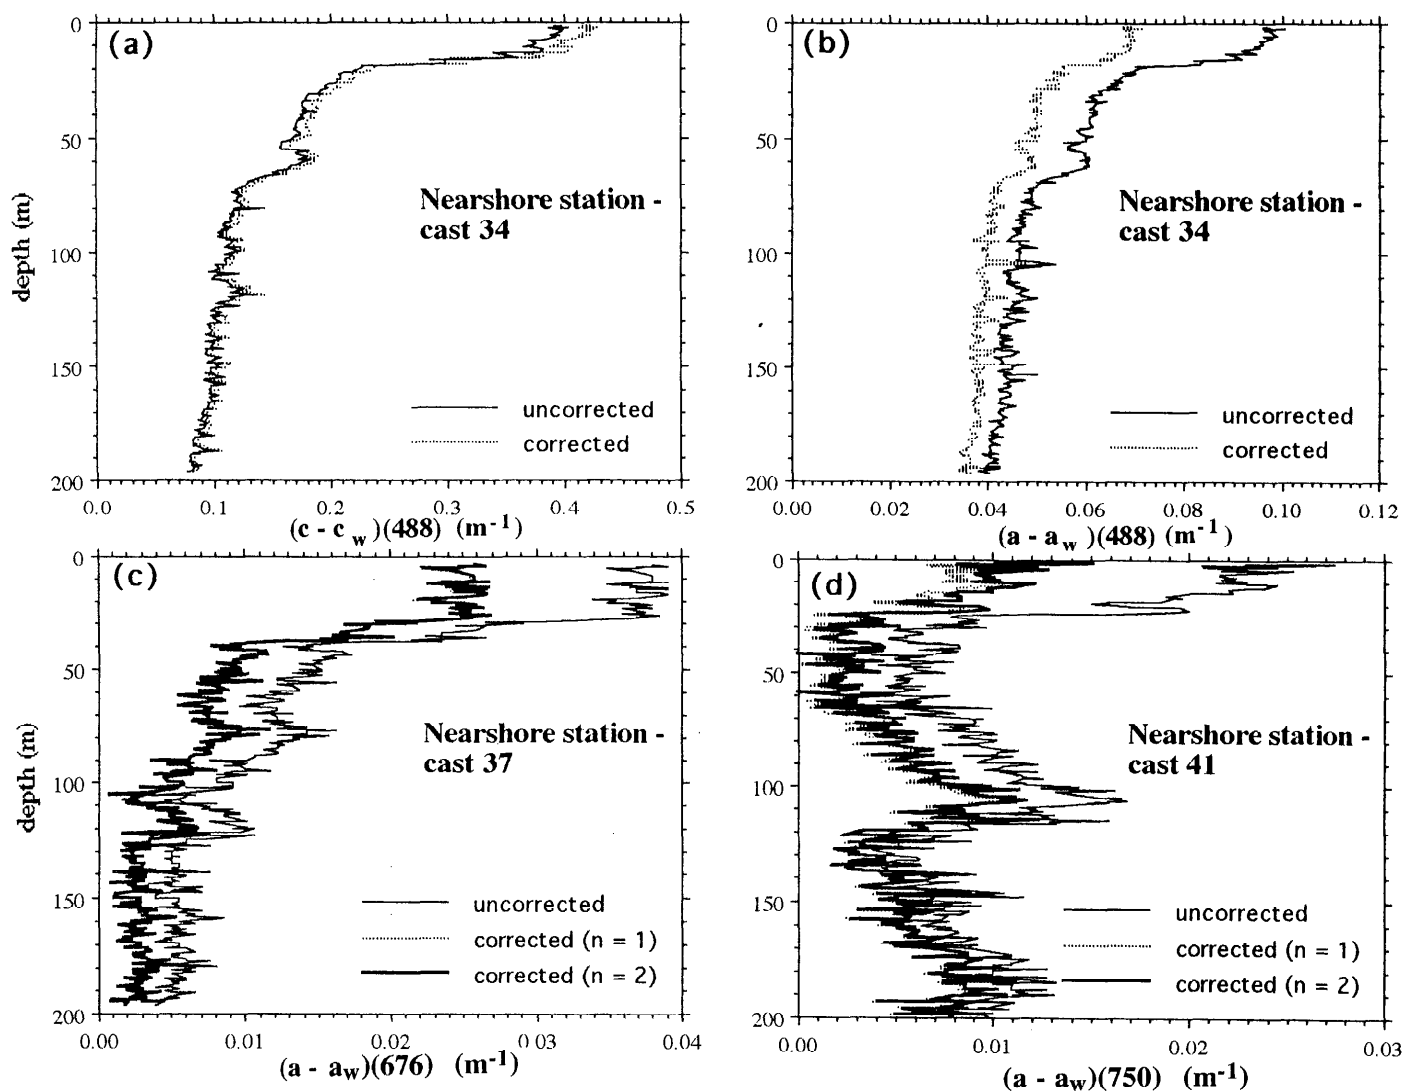 (a)
0
50
100
150
200
depth (m)
Nearshore station -
cast 34
uncorrected
corrected
0.0 0.1 0.2 0.3 0.4 0.5
(c - c w)(488) (m-1)
(b)
0
50
100
150
200
Nearshore station -
cast 34
uncorrected
corrected
0.00 0.02 0.04 0.06 0.08 0.10 0.12
(a - aw)(488) (m-1)
(c)
0
50
100
150
200
depth (m)
Nearshore station -
cast 37
uncorrected
corrected (n = 1)
corrected (n = 2)
0.00 0.01 0.02 0 03 0.04
(a - aw)(676) (m-1)
(d)
0
50
100
150
200
Nearshore station -
cast 41
uncorrected
corrected (n = 1)
corrected (n = 2)
0.00 0.01 0.02 0.03
(a - aw)(750) (m-1)